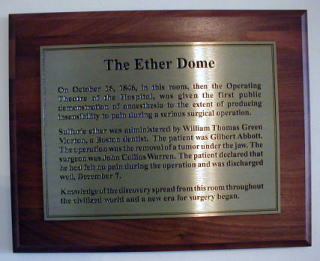 The Ether Dome
On October 16, 1846, in this room, then the Operating
Theatre of the Hospital, was given the first public
demonstration of anaesthesia to the extent of producing
insensibility to pain during a serious surgical operation.
Sulfuric ether was administered by William Thomas Green
Morton, a Boston dentist. The patient was Gilbert Abbott.
The operation was the removal of a tumor under the jaw. The
surgeon was John Collins Warren. The patient declared that
he had felt no pain during the operation and was discharged
well, December 7.
Knowledge of the discovery spread from this room throughout
the civilized world and a new era for surgery began.